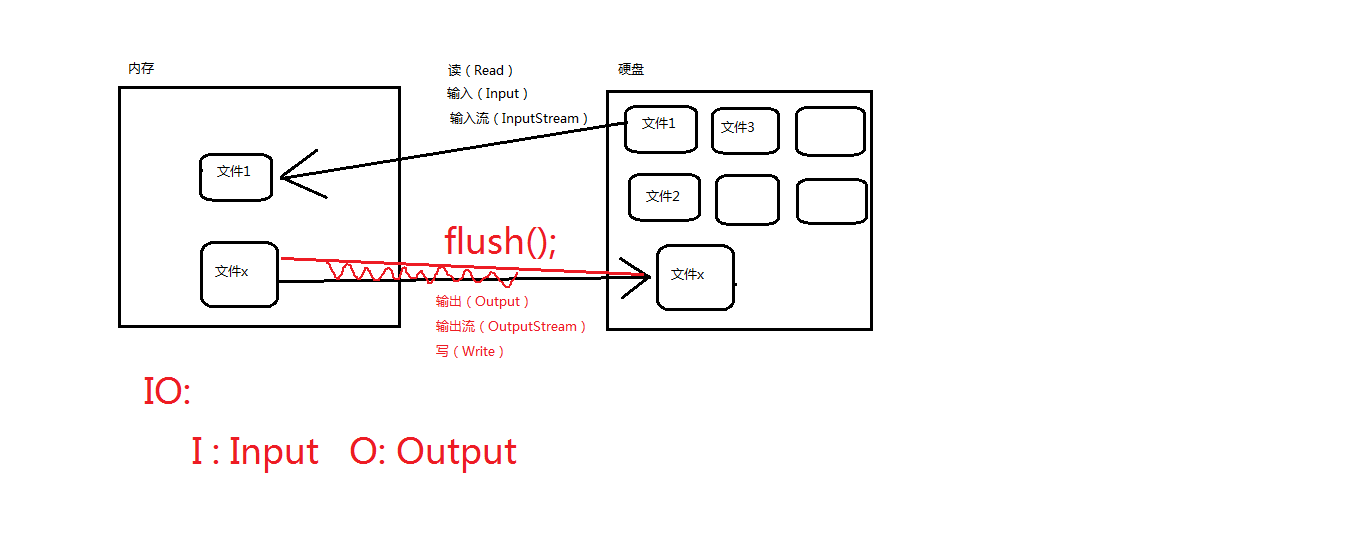 内存
读（Read）
硬盘
输入（Input）
输入流（InputStream）
文件1
文件3
文件1
文件2
flush();
文件x
文件x
输出（Output）
输出流（OutputStream）
写（Write）
IO:
I : Input   O: Output